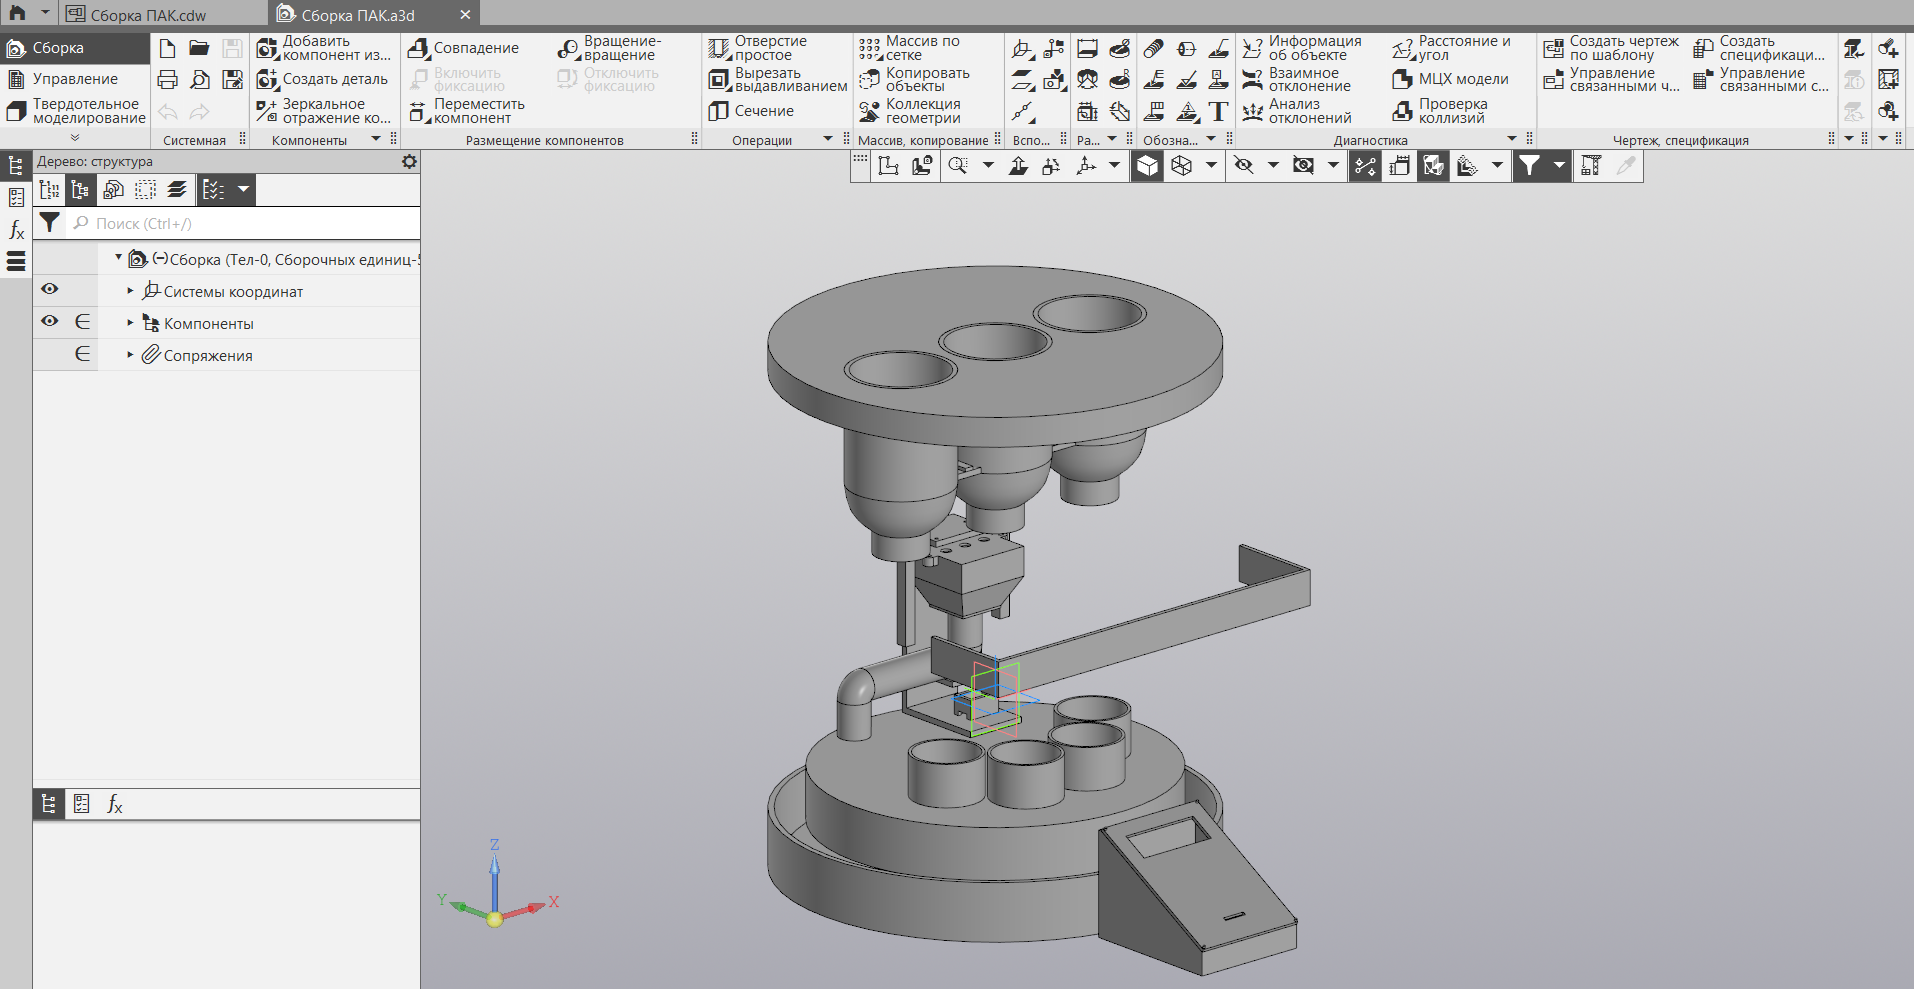 Сборка ПАК.cdw
Сборка ПАК.a3d
Сборка
Управление
Твердотельное
моделирование
Системная
Добавить
компонент из...
Создать деталь
Зеркальное
отражение ко...
Компоненты
Совпадение
Включить
фиксацию
Переместить
компонент
Вращение-
вращение
Отключить
фиксацию
Размещение компонентов
Отверстие
простое
Вырезать
выдавливанием
Сечение
Операции
Массив по
сетке
Копировать
объекты
Коллекция
геометрии
Массив, копирование
Вспо...
Ра...
Обозна...
Информация
об объекте
Взаимное
отклонение
Анализ
отклонений
Расстояние и
угол
МЦХ модели
Проверка
коллизий
Диагностика
Создать чертеж
по шаблону
Управление
связанными ч...
Создать
спецификаци...
Управление
связанными с...
Чертеж, спецификация
Дерево: структура
Поиск (Ctrl+/)
(-)Сборка (Тел-0, Сборочных единиц-5
Системы координат
Компоненты
Сопряжения
Z
Y
X